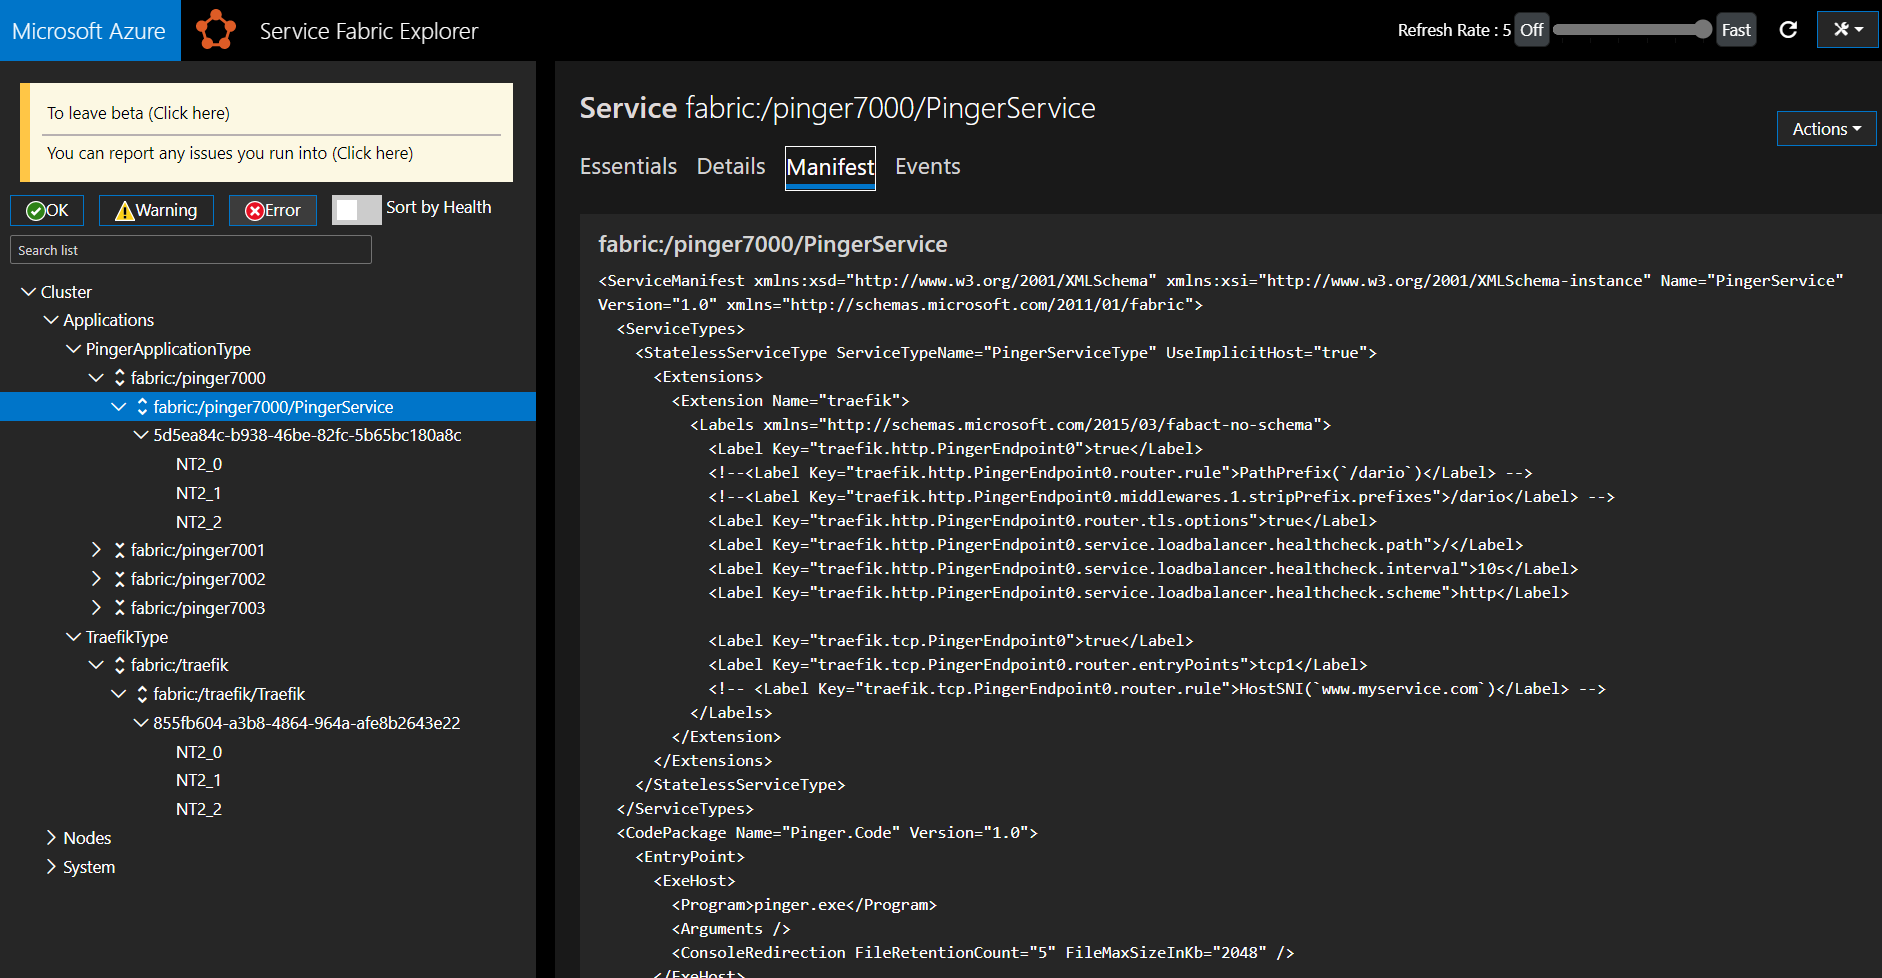 Microsoft Azure
Service Fabric Explorer
Refresh Rate : 5 Off Fast
To leave beta (Click here)
You can report any issues you run into (Click here)
OK Warning Error Sort by Health
Search list
Cluster
Applications
PingerApplicationType
fabric:/pinger7000
fabric:/pinger7000/PingerService
5d5ea84c-b938-46be-82fc-5b65bc180a8c
NT2_0
NT2_1
NT2_2
fabric:/pinger7001
fabric:/pinger7002
fabric:/pinger7003
TraefikType
fabric:/traefik
fabric:/traefik/Traefik
855fb604-a3b8-4864-964a-afe8b2643e22
NT2_0
NT2_1
NT2_2
Nodes
System
Service fabric:/pinger7000/PingerService
Actions
Essentials Details Manifest Events
fabric:/pinger7000/PingerService
<ServiceManifest xmlns:xsd="http://www.w3.org/2001/XMLSchema" xmlns:xsi="http://www.w3.org/2001/XMLSchema-instance" Name="PingerService"
Version="1.0" xmlns="http://schemas.microsoft.com/2011/01/fabric">
<ServiceTypes>
<StatelessServiceType ServiceTypeName="PingerServiceType" UseImplicitHost="true">
<Extensions>
<Extension Name="traefik">
<Labels xmlns="http://schemas.microsoft.com/2015/03/fabact-no-schema">
<Label Key="traefik.http.PingerEndpoint0">true</Label>
<!--<Label Key="traefik.http.PingerEndpoint0.router.rule">PathPrefix(`/dario`)</Label> -->
<!--<Label Key="traefik.http.PingerEndpoint0.middlewares.1.stripPrefix.prefixes">/dario</Label> -->
<Label Key="traefik.http.PingerEndpoint0.router.tls.options">true</Label>
<Label Key="traefik.http.PingerEndpoint0.service.loadbalancer.healthcheck.path">/</Label>
<Label Key="traefik.http.PingerEndpoint0.service.loadbalancer.healthcheck.interval">10s</Label>
<Label Key="traefik.http.PingerEndpoint0.service.loadbalancer.healthcheck.scheme">http</Label>
<Label Key="traefik.tcp.PingerEndpoint0">true</Label>
<Label Key="traefik.tcp.PingerEndpoint0.router.entryPoints">tcp1</Label>
<!-- <Label Key="traefik.tcp.PingerEndpoint0.router.rule">HostSNI(`www.myservice.com`)</Label> -->
</Labels>
</Extension>
</Extensions>
</StatelessServiceType>
</ServiceTypes>
<CodePackage Name="Pinger.Code" Version="1.0">
<EntryPoint>
<ExeHost>
<Program>pinger.exe</Program>
<Arguments />
<ConsoleRedirection FileRetentionCount="5" FileMaxSizeInKb="2048" />
</ExeHost>